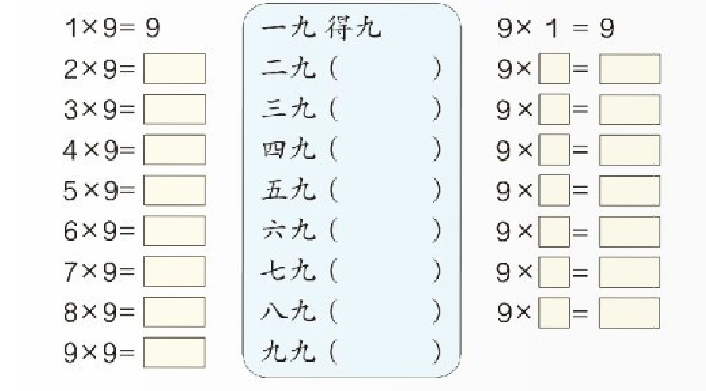 1×9=9 一九得九 9×1=9
2×9= 二九( ) 9× =
3×9= 三九( ) 9× =
4×9= 四九( ) 9× =
5×9= 五九( ) 9× =
6×9= 六九( ) 9× =
7×9= 七九( ) 9× =
8×9= 八九( ) 9× =
9×9= 九九( )